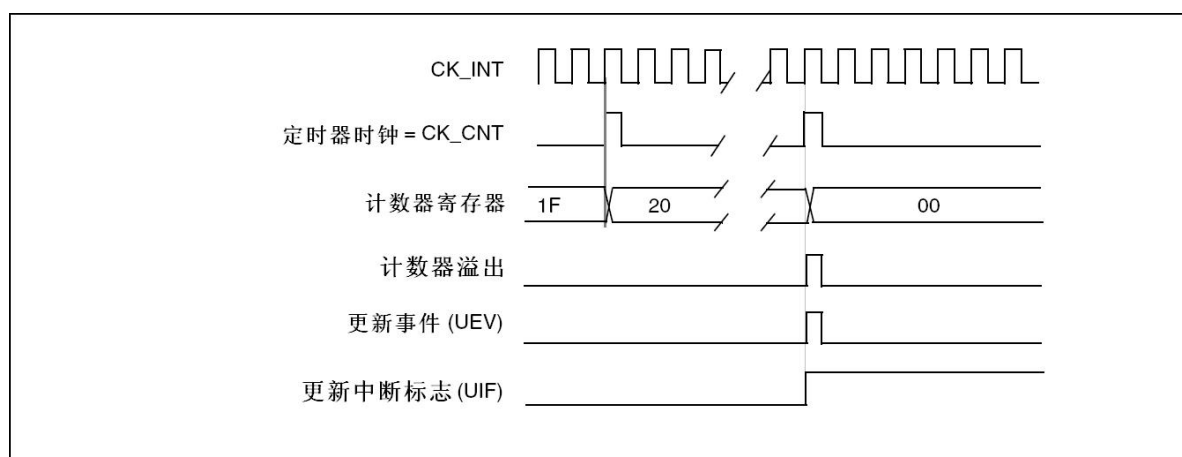 CK_INT
定时器时钟 = CK_CNT
计数器寄存器 1F 20 00
计数器溢出
更新事件 (UEV)
更新中断标志 (UIF)